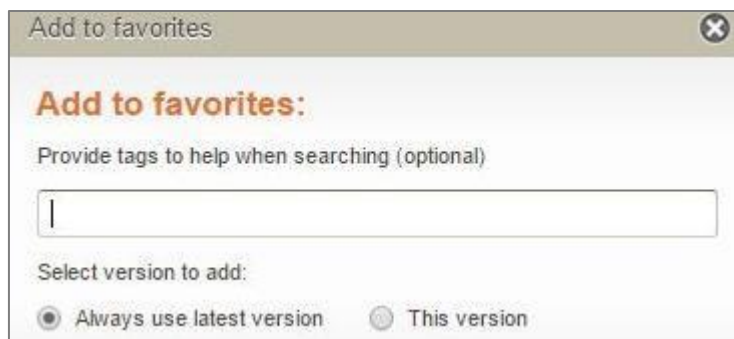 Add to favorites
Add to favorites:
Provide tags to help when searching (optional)
Select version to add:
Always use latest version This version